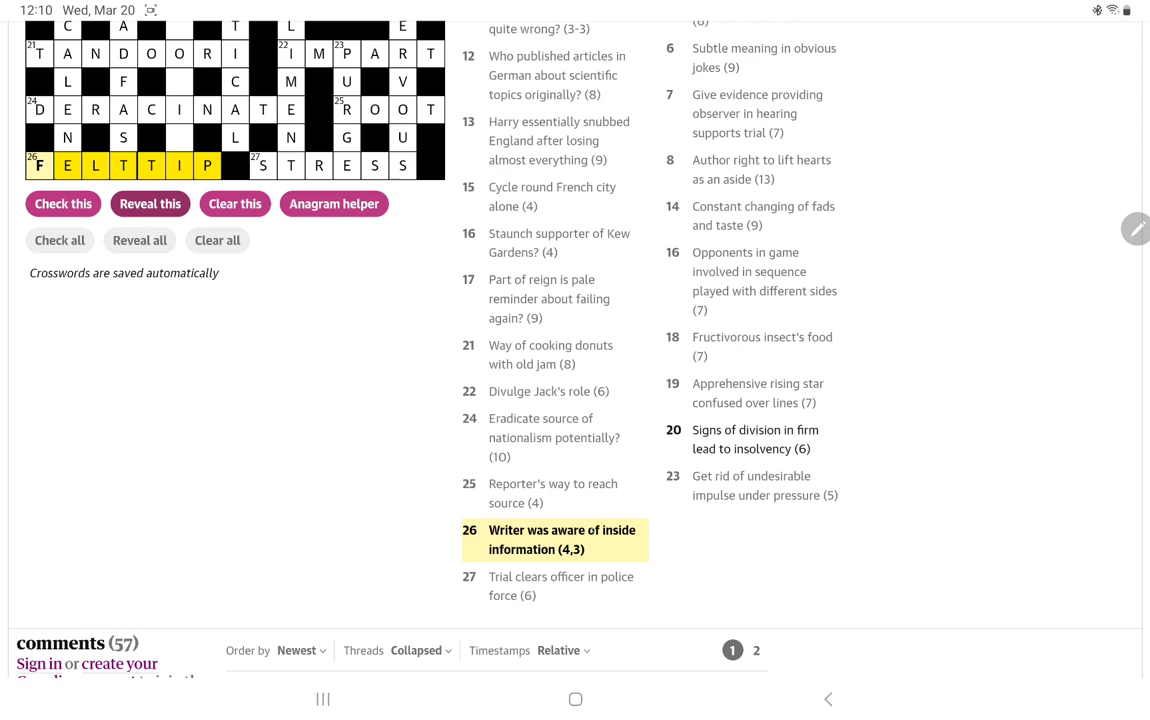 12:10 Wed, Mar 20
C A T L E
21 T A N D O O R I 22 I M 23 P A R T
L F C M U V
24 D E R A C I N A T E 25 R O O T
N S L N G U
26 F E L T T I P 27 S T R E S S
Check this Reveal this Clear this Anagram helper
Check all Reveal all Clear all
Crosswords are saved automatically
quite wrong? (3-3)
12 Who published articles in
German about scientific
topics originally? (8)
13 Harry essentially snubbed
England after losing
almost everything (9)
15 Cycle round French city
alone (4)
16 Staunch supporter of Kew
Gardens? (4)
17 Part of reign is pale
reminder about failing
again? (9)
21 Way of cooking donuts
with old jam (8)
22 Divulge Jack's role (6)
24 Eradicate source of
nationalism potentially?
(10)
25 Reporter's way to reach
source (4)
26 Writer was aware of inside
information (4,3)
27 Trial clears officer in police
force (6)
(6)
6 Subtle meaning in obvious
jokes (9)
7 Give evidence providing
observer in hearing
supports trial (7)
8 Author right to lift hearts
as an aside (13)
14 Constant changing of fads
and taste (9)
16 Opponents in game
involved in sequence
played with different sides
(7)
18 Fructivorous insect's food
(7)
19 Apprehensive rising star
confused over lines (7)
20 Signs of division in firm
lead to insolvency (6)
23 Get rid of undesirable
impulse under pressure (5)
comments (57)
Sign in or create your
Order by Newest Threads Collapsed Timestamps Relative 1 2